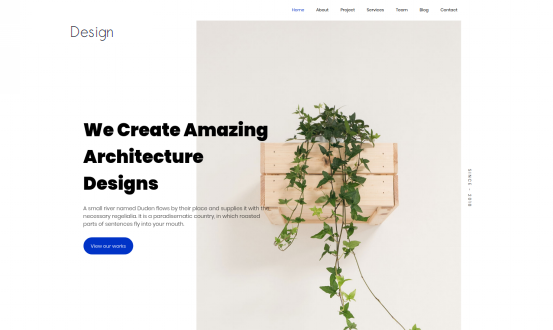 Home About Project Services Team Blog Contact
Design
We Create Amazing
Architecture
Designs
A small river named Duden flows by their place and supplies it with the
necessary regelialia. It is a paradisematic country, in which roasted
parts of sentences fly into your mouth.
View our works
SINCE - 2018